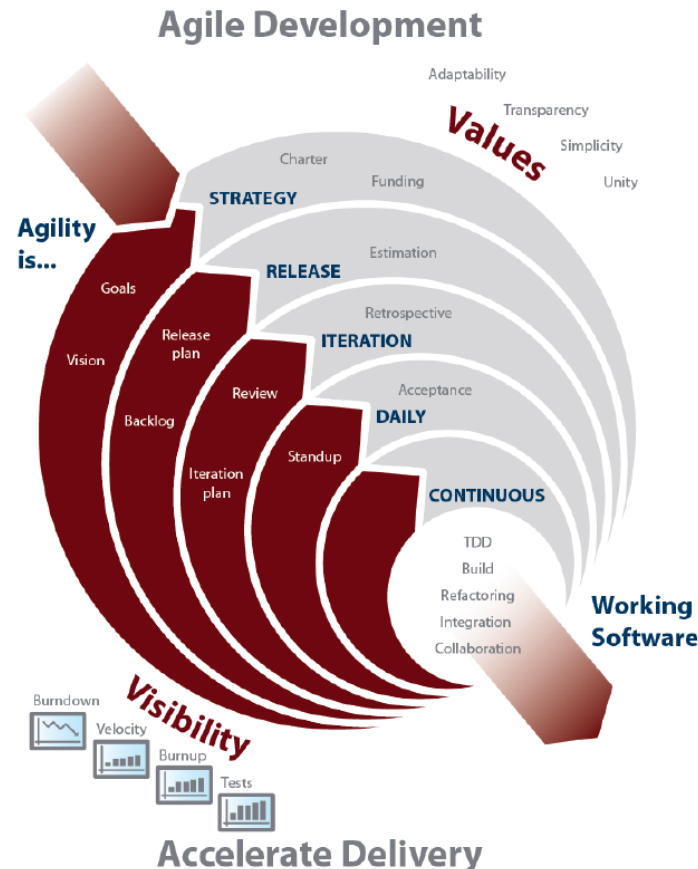 Agile Development
Adaptability
Transparency
Simplicity
Unity
Values
Charter
Funding
STRATEGY
Agility
is...
Goals
Vision
Estimation
RELEASE
Release
plan
Backlog
Retrospective
ITERATION
Review
Iteration
plan
Acceptance
DAILY
Standup
CONTINUOUS
TDD
Build
Refactoring
Integration
Collaboration
Working
Software
Visibility
Burndown
Velocity
Burnup
Tests
Accelerate Delivery